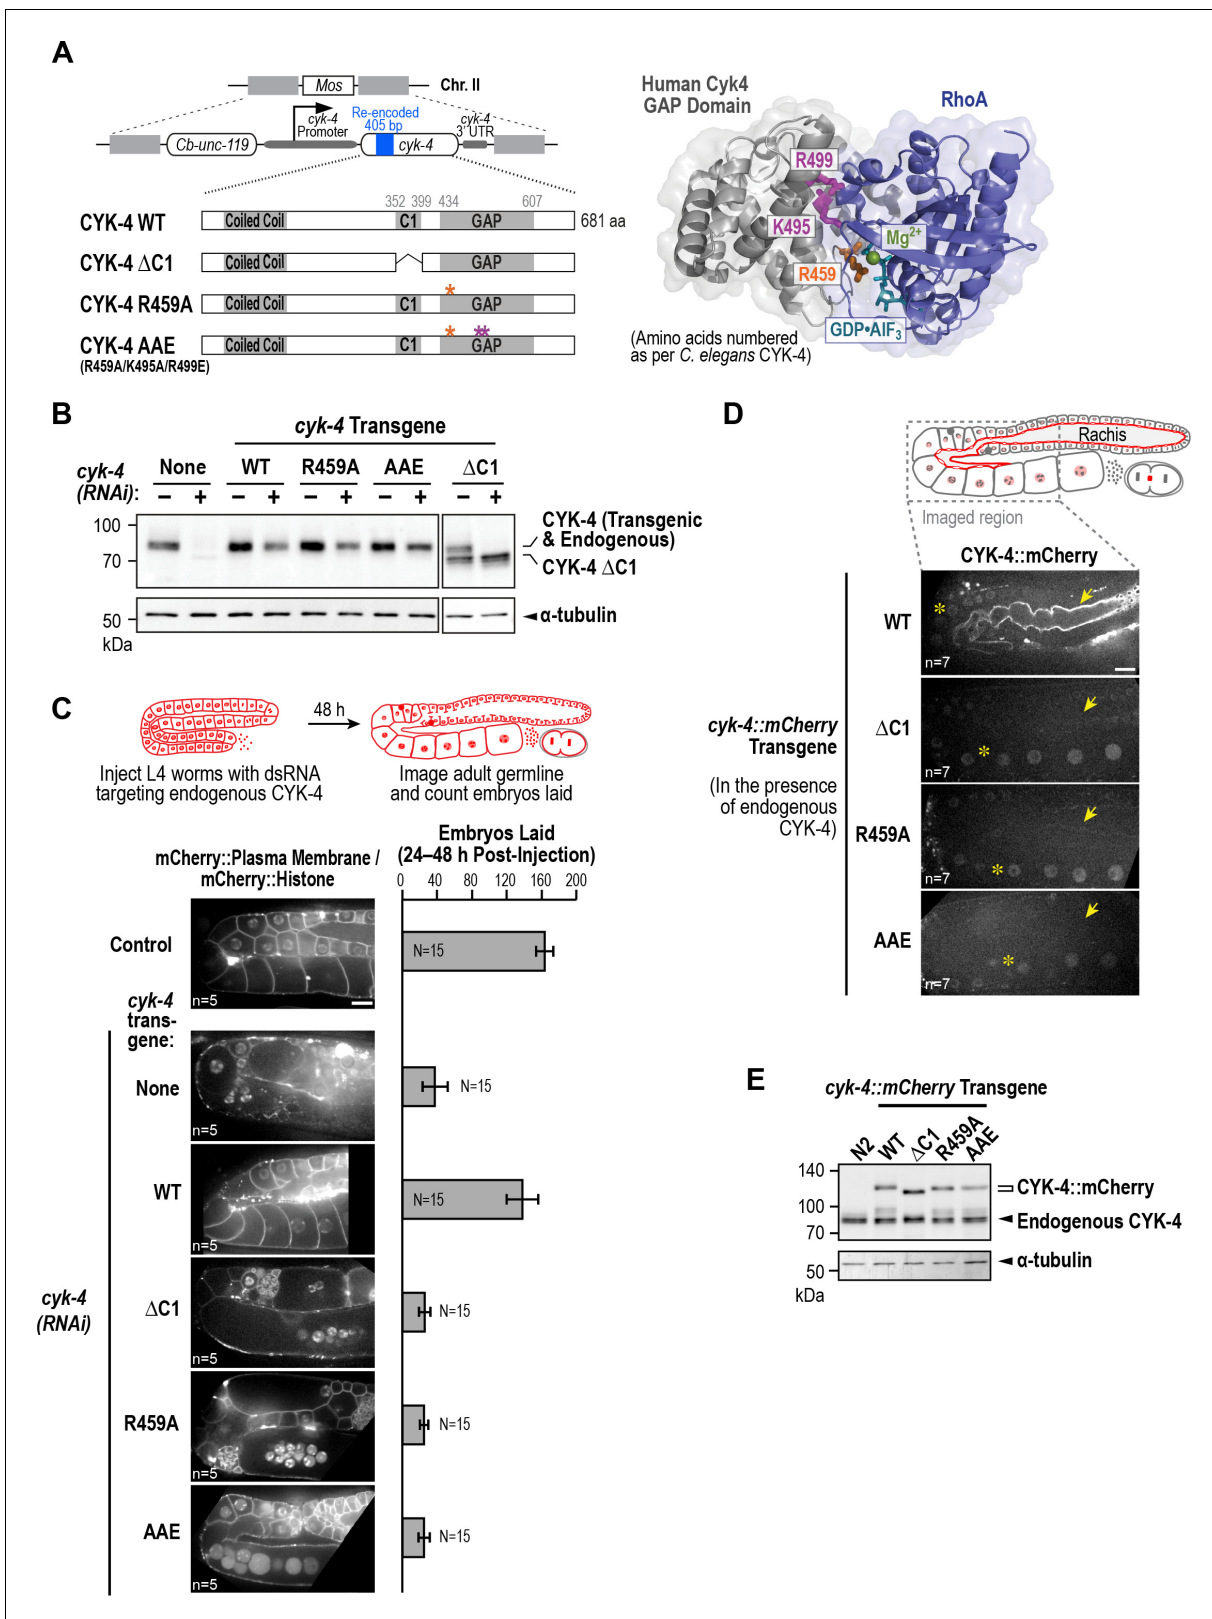 A
Mos
Chr. II
Re-encoded
405 bp
cyk-4
Promoter
cyk-4
3' UTR
Cb-unc-119
cyk-4
352 399 434 607
CYK-4 WT
Coiled Coil
C1
GAP
681 aa
CYK-4 ΔC1
Coiled Coil
GAP
*
CYK-4 R459A
Coiled Coil
C1
GAP
* **
CYK-4 AAE
(R459A/K495A/R499E)
Coiled Coil
C1
GAP
Human Cyk4
GAP Domain
RhoA
R499
K495
Mg2+
R459
GDP•AlF3
(Amino acids numbered
as per C. elegans CYK-4)
B
cyk-4 Transgene
cyk-4
(RNAi):
None WT R459A AAE ΔC1
– + – + – + – + – +
100
70
50
kDa
CYK-4 (Transgenic
& Endogenous)
CYK-4 ΔC1
α-tubulin
C
48 h
Inject L4 worms with dsRNA
targeting endogenous CYK-4
Image adult germline
and count embryos laid
mCherry::Plasma Membrane /
mCherry::Histone
Embryos Laid
(24–48 h Post-Injection)
0 40 80 120 160 200
Control
n=5
N=15
cyk-4
trans-
gene:
None
n=5
N=15
WT
n=5
N=15
cyk-4
(RNAi)
ΔC1
n=5
N=15
R459A
n=5
N=15
AAE
n=5
N=15
D
Rachis
Imaged region
CYK-4::mCherry
cyk-4::mCherry
Transgene
(In the presence
of endogenous
CYK-4)
WT
*
n=7
ΔC1
*
n=7
R459A
*
n=7
AAE
*
n=7
E
cyk-4::mCherry Transgene
N2 WT ΔC1 R459A AAE
140
100
70
50
kDa
CYK-4::mCherry
Endogenous CYK-4
α-tubulin